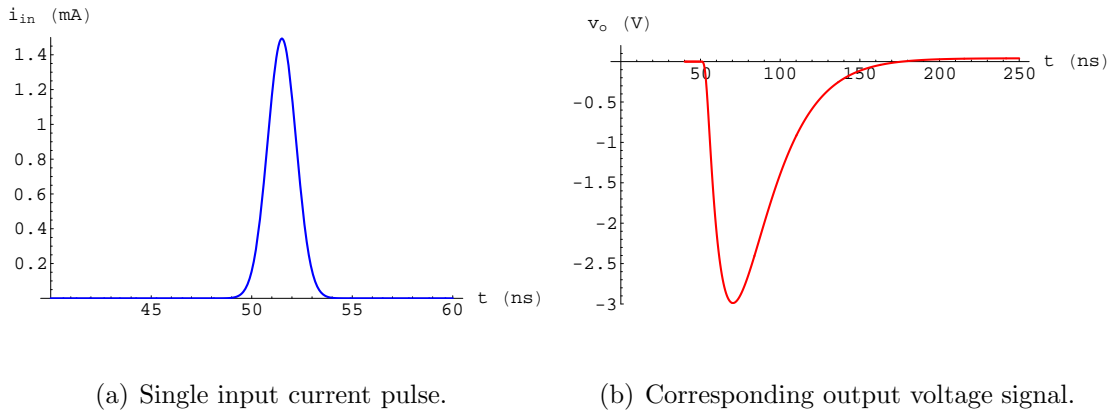 i_in (mA)
1.4
1.2
1
0.8
0.6
0.4
0.2
45 50 55 60 t (ns)
v_o (V)
50 100 150 200 250 t (ns)
-0.5
-1
-1.5
-2
-2.5
-3
(a) Single input current pulse.
(b) Corresponding output voltage signal.